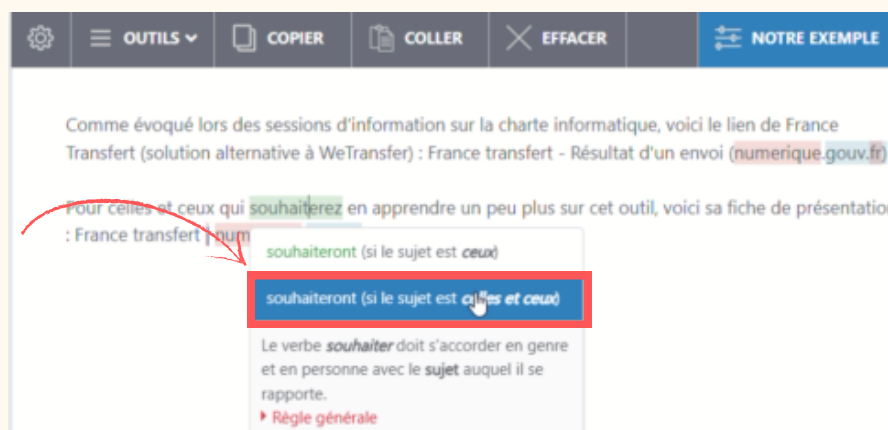 OUTILS COPIER COLLER EFFACER NOTRE EXEMPLE
Comme évoqué lors des sessions d'information sur la charte informatique, voici le lien de France
Transfert (solution alternative à WeTransfer) : France transfert - Résultat d'un envoi (numerique.gouv.fr)
Pour celles et ceux qui souhaiterez en apprendre un peu plus sur cet outil, voici sa fiche de présentation
: France transfert | num
souhaiteront (si le sujet est ceux)
souhaiteront (si le sujet est celles et ceux)
Le verbe souhaiter doit s'accorder en genre
et en personne avec le sujet auquel il se
rapporte.
Règle générale